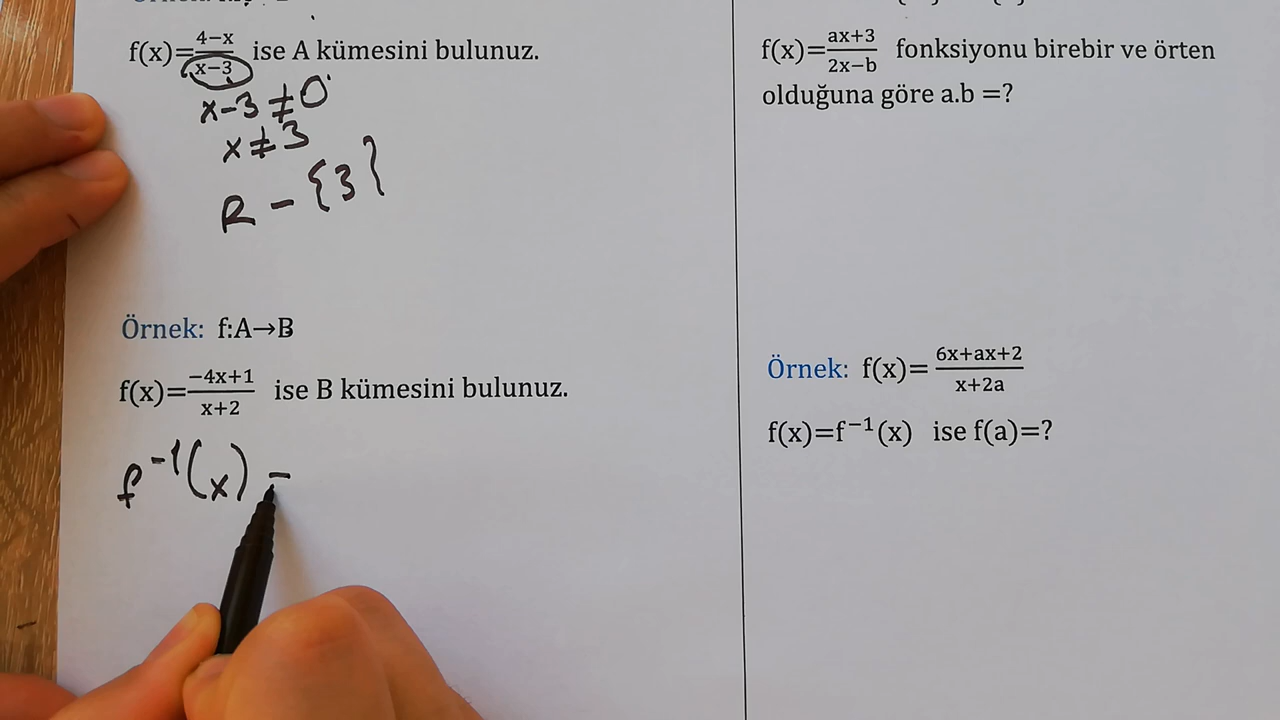 f(x)=4−x/x−3 ise A kümesini bulunuz.
x−3≠0
x≠3
R − {3}
Örnek: f:A→B
f(x)=−4x+1/x+2 ise B kümesini bulunuz.
f⁻¹(x) =
f(x)=ax+3/2x−b fonksiyonu birebir ve örten
olduğuna göre a.b =?
Örnek: f(x)= 6x+ax+2/x+2a
f(x)=f⁻¹(x) ise f(a)=?